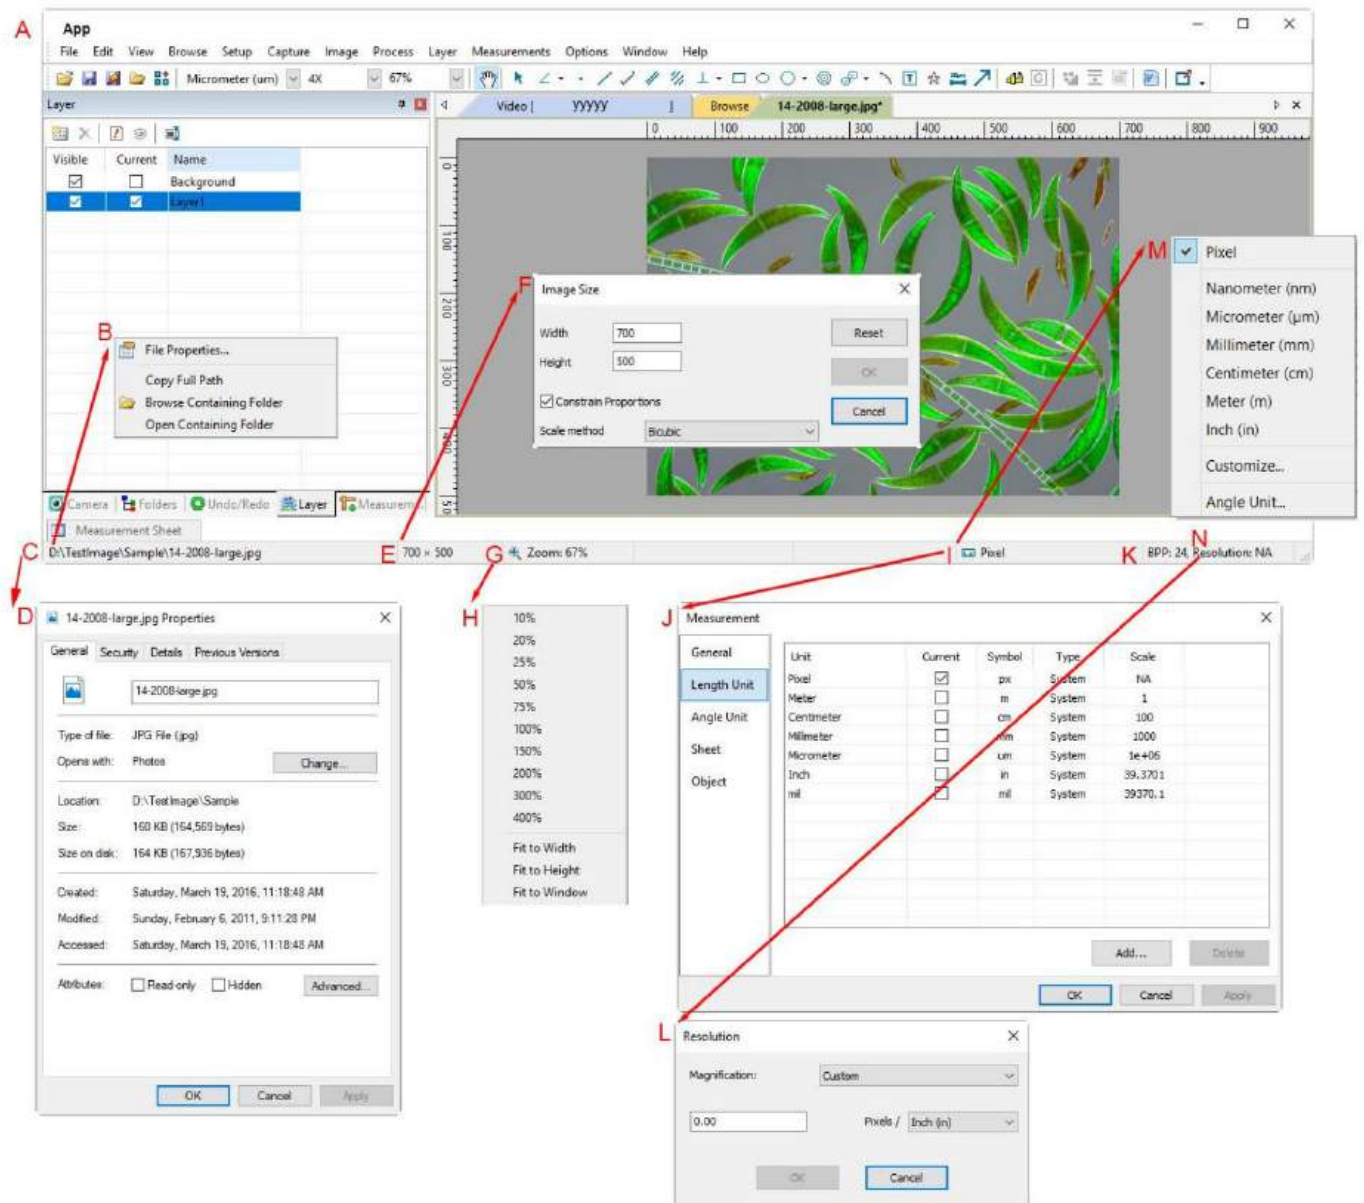 A
App
File Edit View Browse Setup Capture Image Process Layer Measurements Options Window Help
Micrometer (um) 4X 67%
Layer
Video [ yyyyy ] Browse 14-2008-large.jpg*
0 100 200 300 400 500 600 700 800 900
Visible Current Name
Background
Layer1
0
100
200
300
400
50
M Pixel
Nanometer (nm)
Micrometer (µm)
Millimeter (mm)
Centimeter (cm)
Meter (m)
Inch (in)
Customize...
Angle Unit...
F Image Size
Width 700 Reset
Height 500 OK
Constrain Proportions Cancel
Scale method Bicubic
B
File Properties...
Copy Full Path
Browse Containing Folder
Open Containing Folder
Camera Folders Undo/Redo Layer Measurem...
Measurement Sheet
C D:\TestImage\Sample\14-2008-large.jpg E 700 × 500 G Zoom: 67% I Pixel K BPP: 24, Resolution: NA N
D 14-2008-large.jpg Properties
General Security Details Previous Versions
14-2008-large.jpg
Type of file: JPG File (.jpg)
Opens with: Photos Change...
Location: D:\TestImage\Sample
Size: 160 KB (164,569 bytes)
Size on disk: 164 KB (167,936 bytes)
Created: Saturday, March 19, 2016, 11:18:48 AM
Modified: Sunday, February 6, 2011, 9:11:28 PM
Accessed: Saturday, March 19, 2016, 11:18:48 AM
Attributes: Read-only Hidden Advanced...
OK Cancel Apply
H 10%
20%
25%
50%
75%
100%
150%
200%
300%
400%
Fit to Width
Fit to Height
Fit to Window
J Measurement
General
Length Unit
Angle Unit
Sheet
Object
Unit Current Symbol Type Scale
Pixel px System NA
Meter m System 1
Centimeter cm System 100
Millimeter mm System 1000
Micrometer um System 1e+06
Inch in System 39.3701
mil mil System 39370.1
Add... Delete
OK Cancel Apply
L Resolution
Magnification: Custom
0.00 Pixels / Inch (in)
OK Cancel